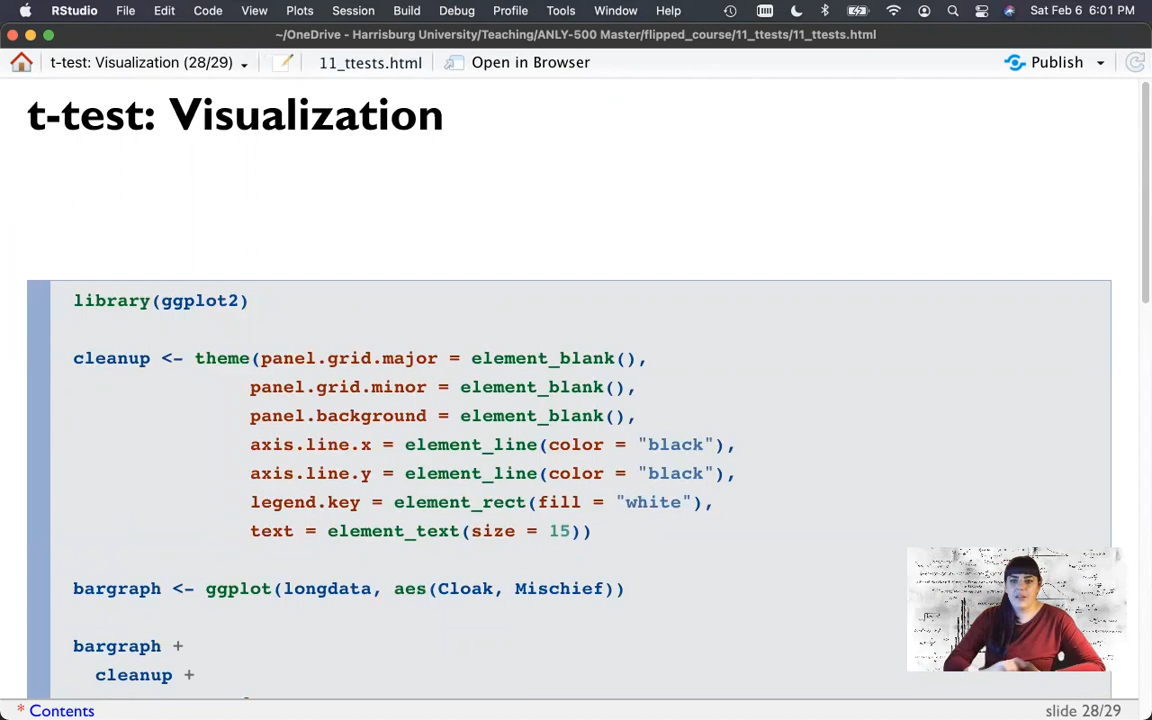 RStudio File Edit Code View Plots Session Build Debug Profile Tools Window Help Sat Feb 6 6:01 PM
~/OneDrive - Harrisburg University/Teaching/ANLY-500 Master/flipped_course/11_ttests/11_ttests.html
t-test: Visualization (28/29) 11_ttests.html Open in Browser Publish
t-test: Visualization
library(ggplot2)
cleanup <- theme(panel.grid.major = element_blank(),
panel.grid.minor = element_blank(),
panel.background = element_blank(),
axis.line.x = element_line(color = "black"),
axis.line.y = element_line(color = "black"),
legend.key = element_rect(fill = "white"),
text = element_text(size = 15))
bargraph <- ggplot(longdata, aes(Cloak, Mischief))
bargraph +
cleanup +
* Contents slide 28/29